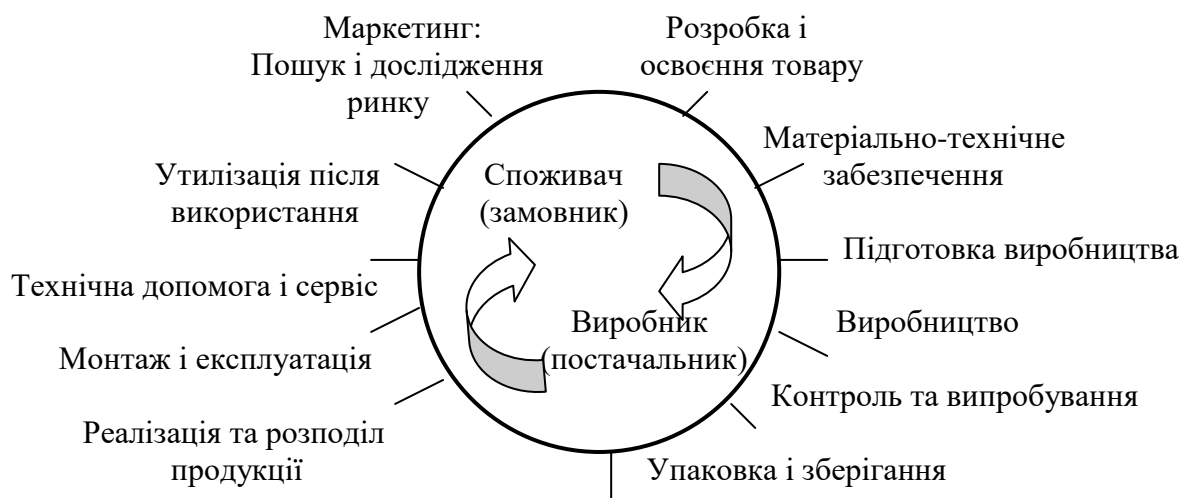 Маркетинг:
Пошук і дослідження
ринку
Розробка і
освоєння товару
Матеріально-технічне
забезпечення
Підготовка виробництва
Виробництво
Контроль та випробування
Упаковка і зберігання
Реалізація та розподіл
продукції
Монтаж і експлуатація
Технічна допомога і сервіс
Утилізація після
використання
Споживач
(замовник)
Виробник
(постачальник)